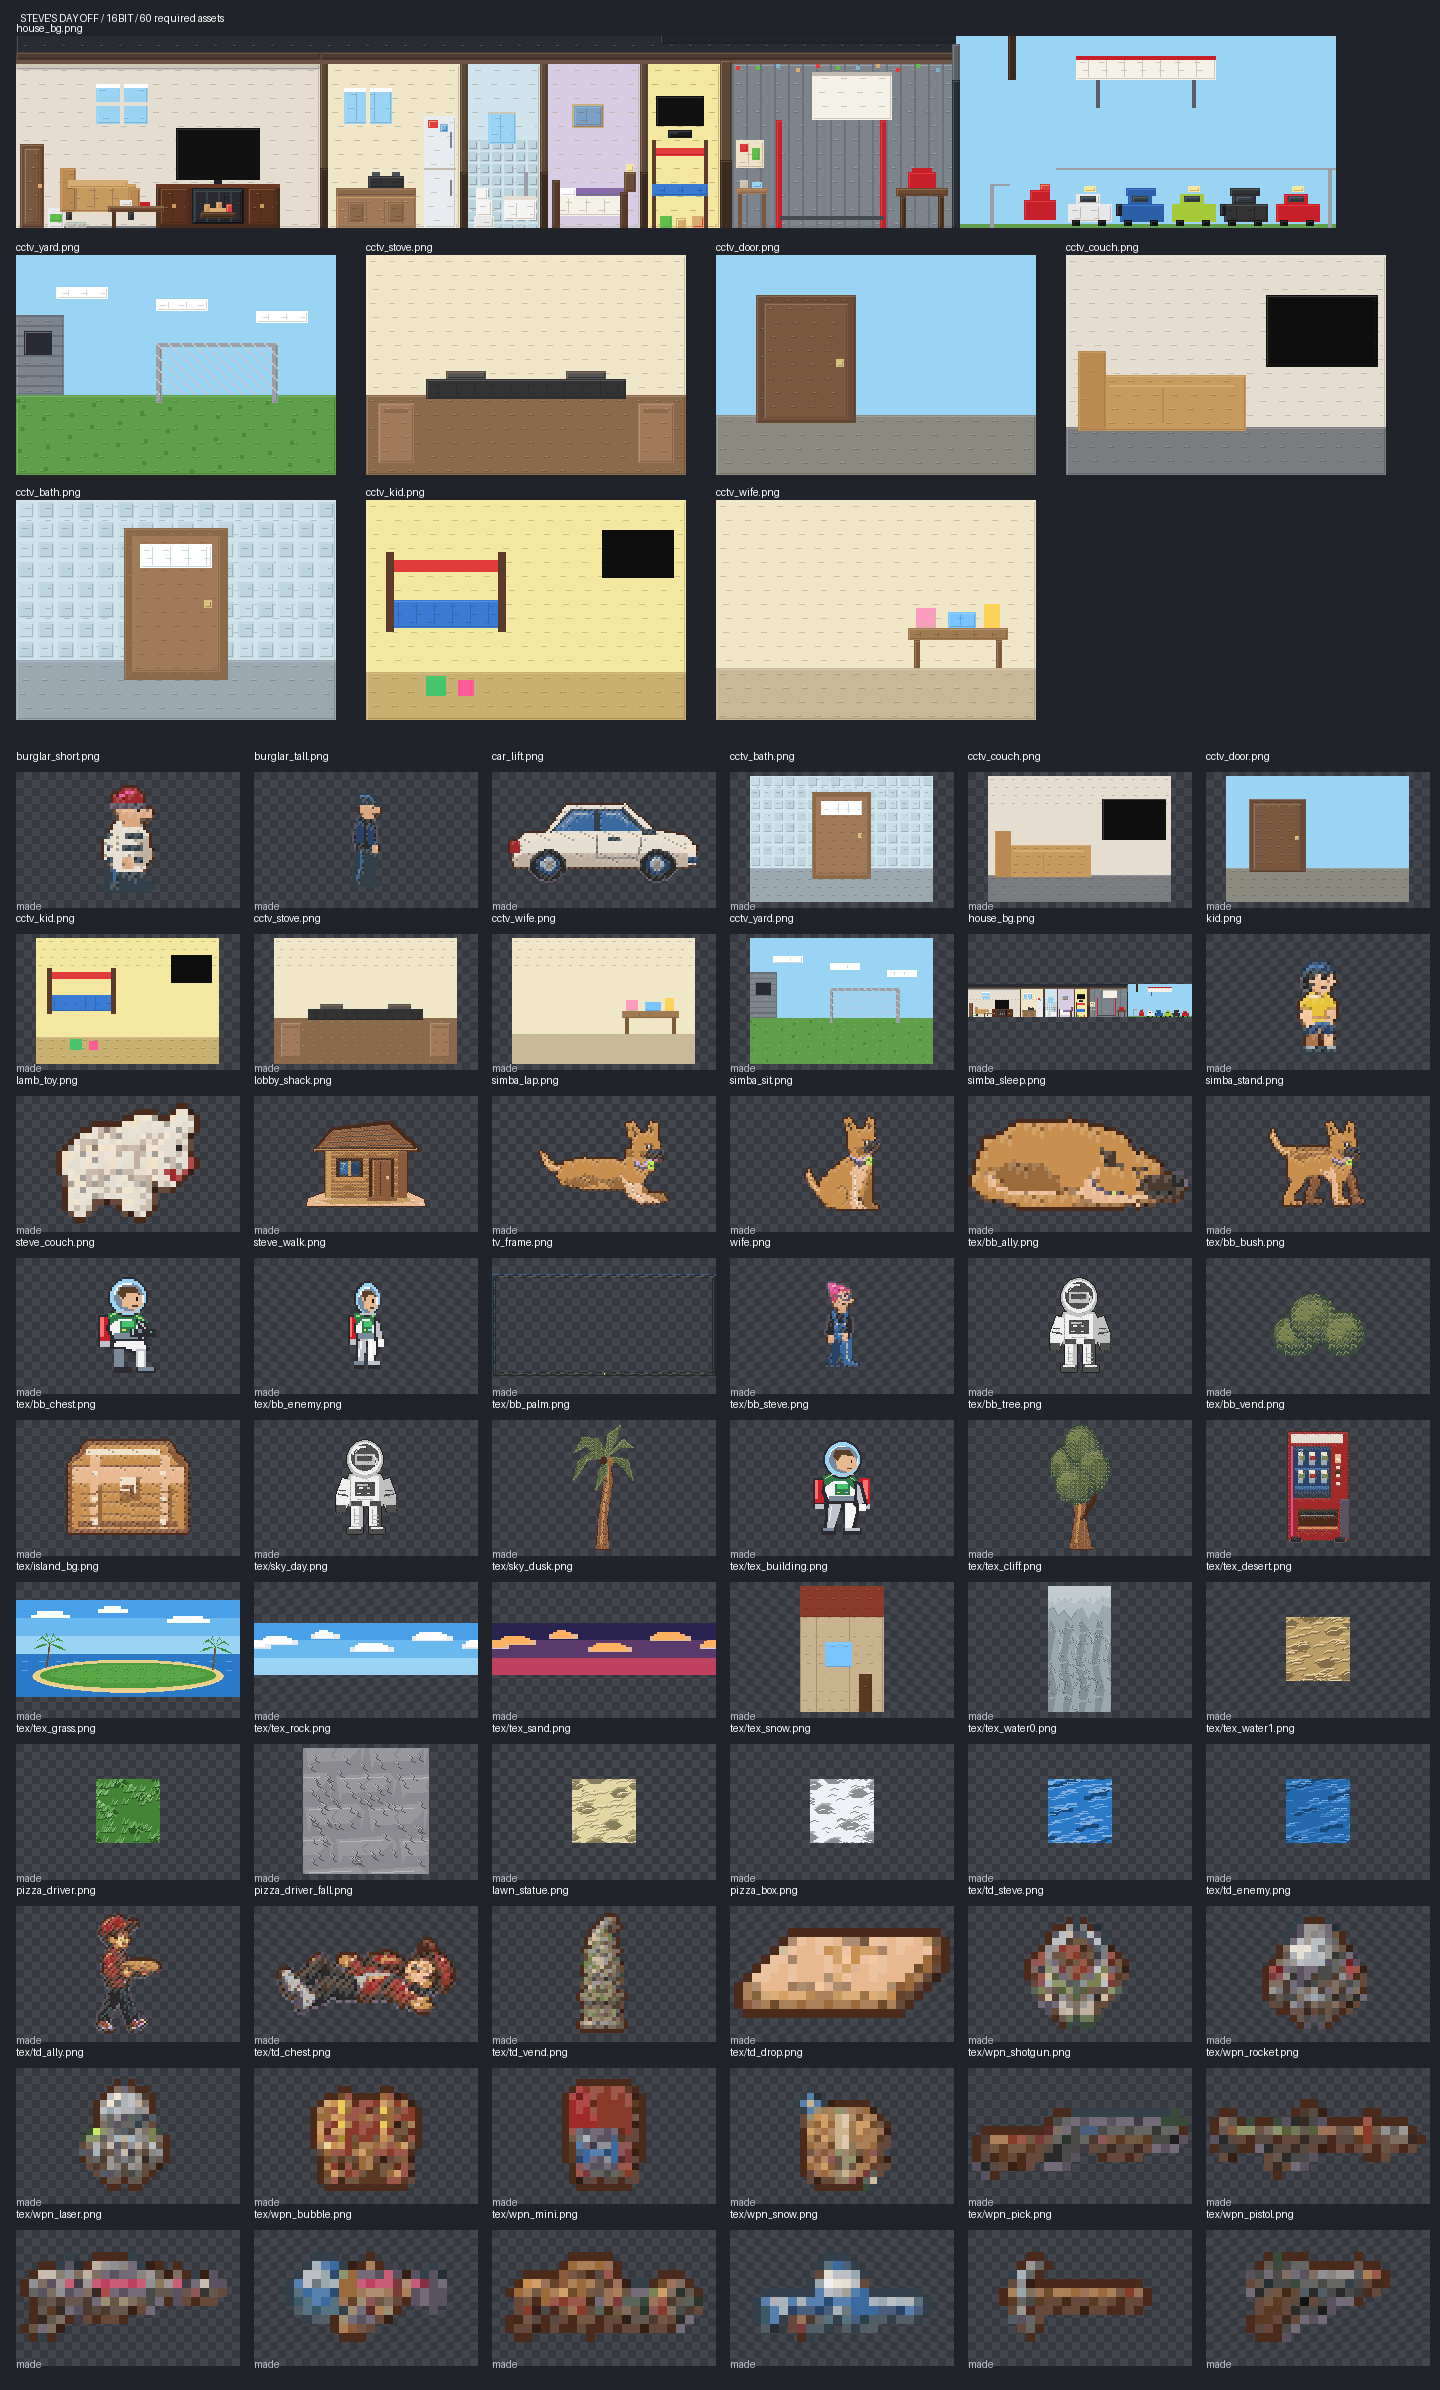 STEVE'S DAY OFF / 16BIT / 60 required assets
house_bg.png
cctv_yard.png
cctv_stove.png
cctv_door.png
cctv_couch.png
cctv_bath.png
cctv_kid.png
cctv_wife.png
burglar_short.png
burglar_tall.png
car_lift.png
cctv_bath.png
cctv_couch.png
cctv_door.png
made
made
made
made
made
made
cctv_kid.png
cctv_stove.png
cctv_wife.png
cctv_yard.png
house_bg.png
kid.png
made
made
made
made
made
made
lamb_toy.png
lobby_shack.png
simba_lap.png
simba_sit.png
simba_sleep.png
simba_stand.png
made
made
made
made
made
made
steve_couch.png
steve_walk.png
tv_frame.png
wife.png
tex/bb_ally.png
tex/bb_bush.png
made
made
made
made
made
made
tex/bb_chest.png
tex/bb_enemy.png
tex/bb_palm.png
tex/bb_steve.png
tex/bb_tree.png
tex/bb_vend.png
made
made
made
made
made
made
tex/island_bg.png
tex/sky_day.png
tex/sky_dusk.png
tex/tex_building.png
tex/tex_cliff.png
tex/tex_desert.png
made
made
made
made
made
made
tex/tex_grass.png
tex/tex_rock.png
tex/tex_sand.png
tex/tex_snow.png
tex/tex_water0.png
tex/tex_water1.png
made
made
made
made
made
made
pizza_driver.png
pizza_driver_fall.png
lawn_statue.png
pizza_box.png
tex/td_steve.png
tex/td_enemy.png
made
made
made
made
made
made
tex/td_ally.png
tex/td_chest.png
tex/td_vend.png
tex/td_drop.png
tex/wpn_shotgun.png
tex/wpn_rocket.png
made
made
made
made
made
made
tex/wpn_laser.png
tex/wpn_bubble.png
tex/wpn_mini.png
tex/wpn_snow.png
tex/wpn_pick.png
tex/wpn_pistol.png
made
made
made
made
made
made